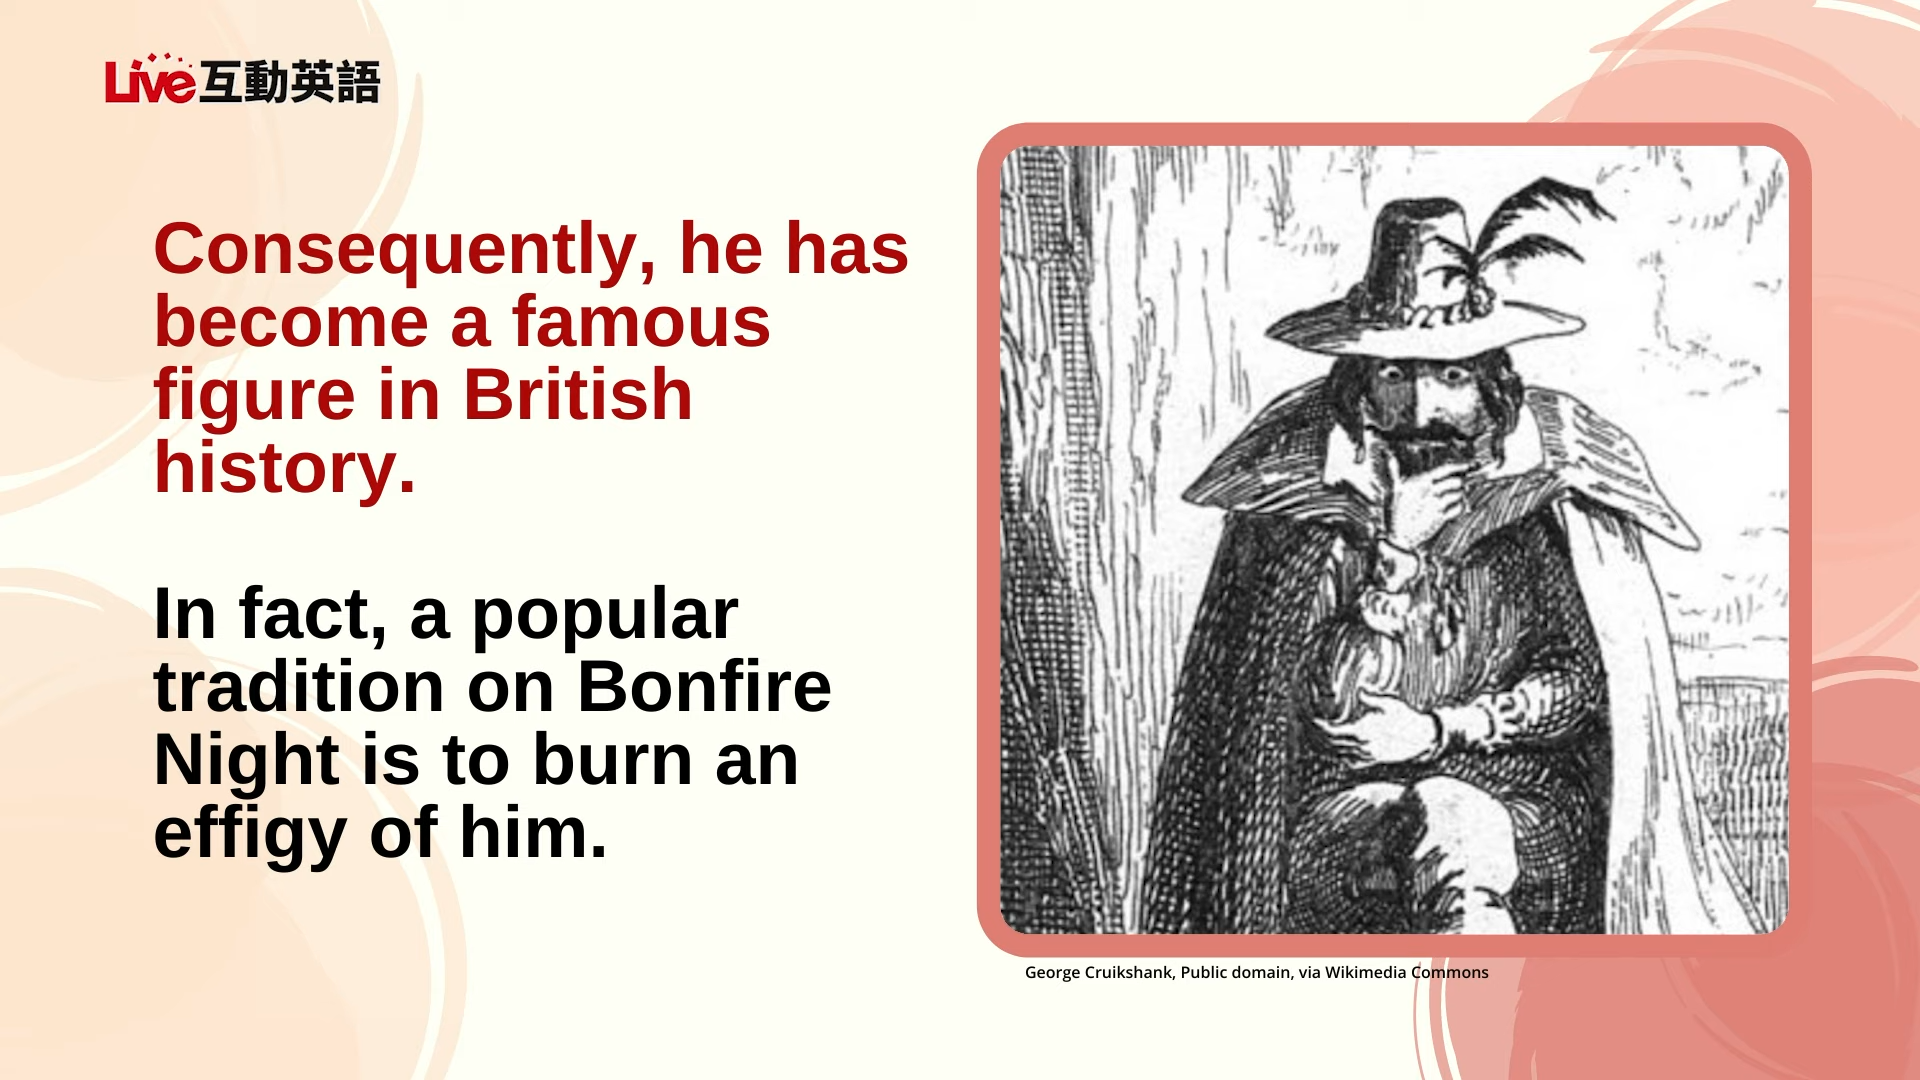 Live互動英語
Consequently, he has
become a famous
figure in British
history.
In fact, a popular
tradition on Bonfire
Night is to burn an
effigy of him.
George Cruikshank, Public domain, via Wikimedia Commons